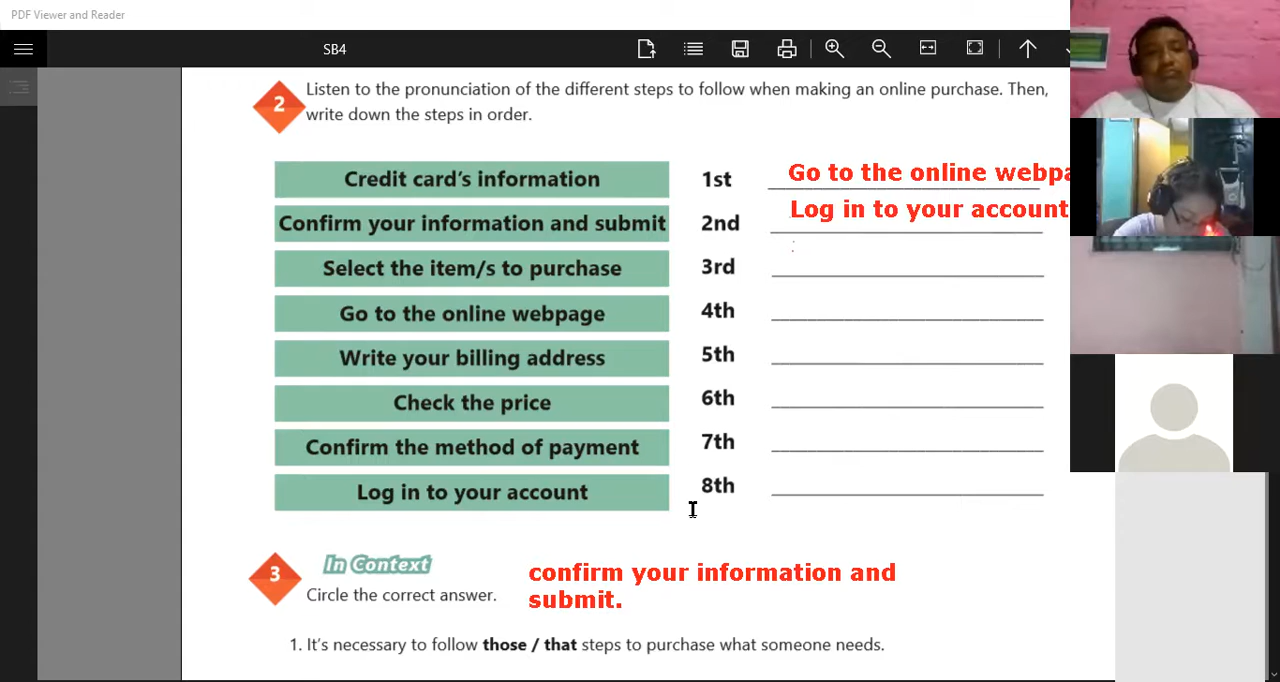 PDF Viewer and Reader
SB4
2 Listen to the pronunciation of the different steps to follow when making an online purchase. Then,
write down the steps in order.
Credit card's information
Confirm your information and submit
Select the item/s to purchase
Go to the online webpage
Write your billing address
Check the price
Confirm the method of payment
Log in to your account
1st Go to the online webpa
2nd Log in to your account
3rd
4th
5th
6th
7th
8th
3 In Context
Circle the correct answer.
confirm your information and
submit.
1. It's necessary to follow those / that steps to purchase what someone needs.